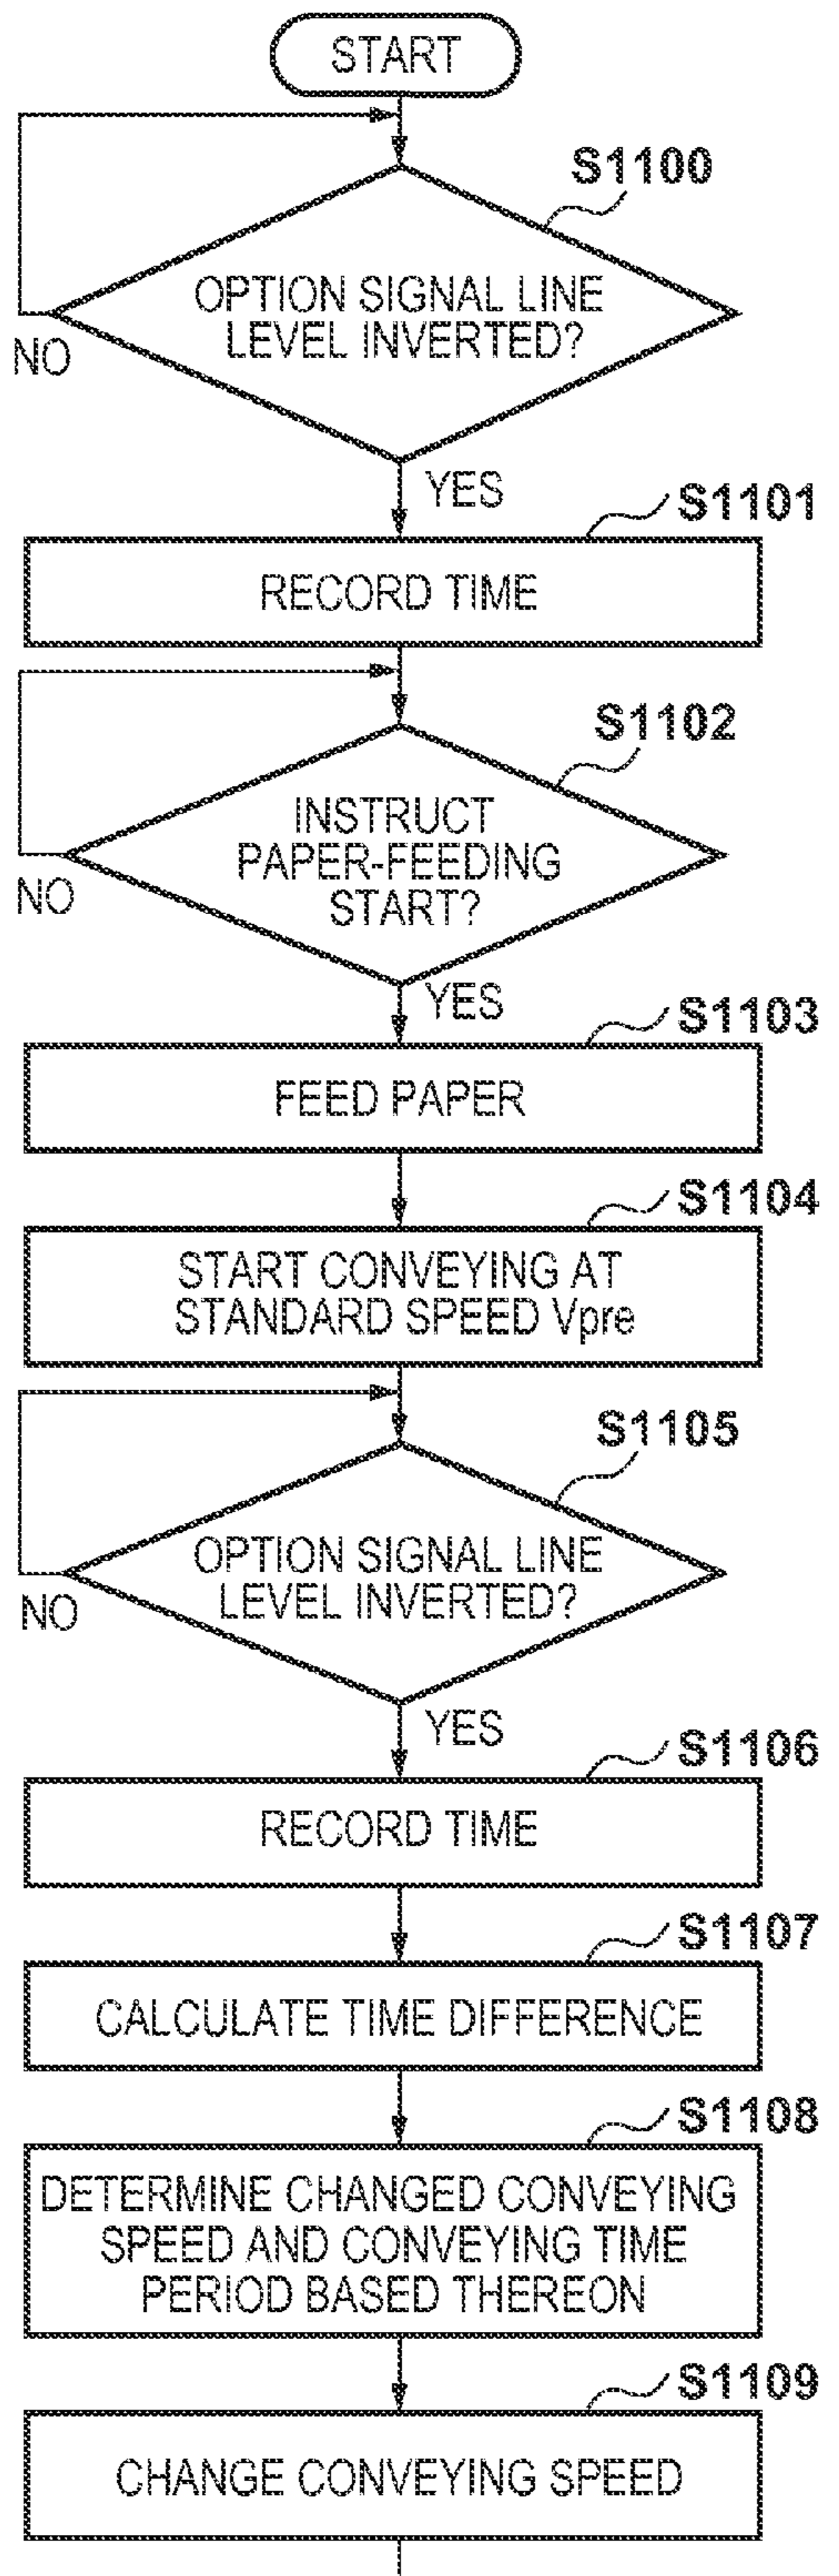 START
S1100
OPTION SIGNAL LINE
LEVEL INVERTED?
NO
YES
S1101
RECORD TIME
S1102
INSTRUCT
PAPER-FEEDING
START?
NO
YES
S1103
FEED PAPER
S1104
START CONVEYING AT
STANDARD SPEED Vpre
S1105
OPTION SIGNAL LINE
LEVEL INVERTED?
NO
YES
S1106
RECORD TIME
S1107
CALCULATE TIME DIFFERENCE
S1108
DETERMINE CHANGED CONVEYING
SPEED AND CONVEYING TIME
PERIOD BASED THEREON
S1109
CHANGE CONVEYING SPEED